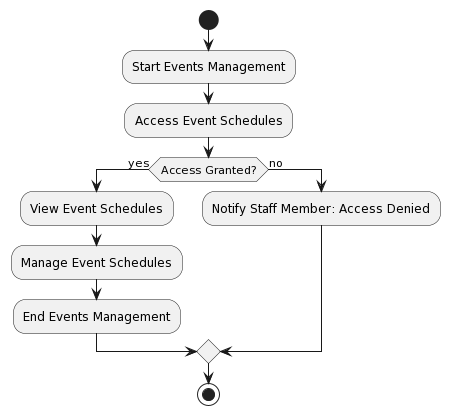 Start Events Management
Access Event Schedules
yes
Access Granted?
no
View Event Schedules
Notify Staff Member: Access Denied
Manage Event Schedules
End Events Management